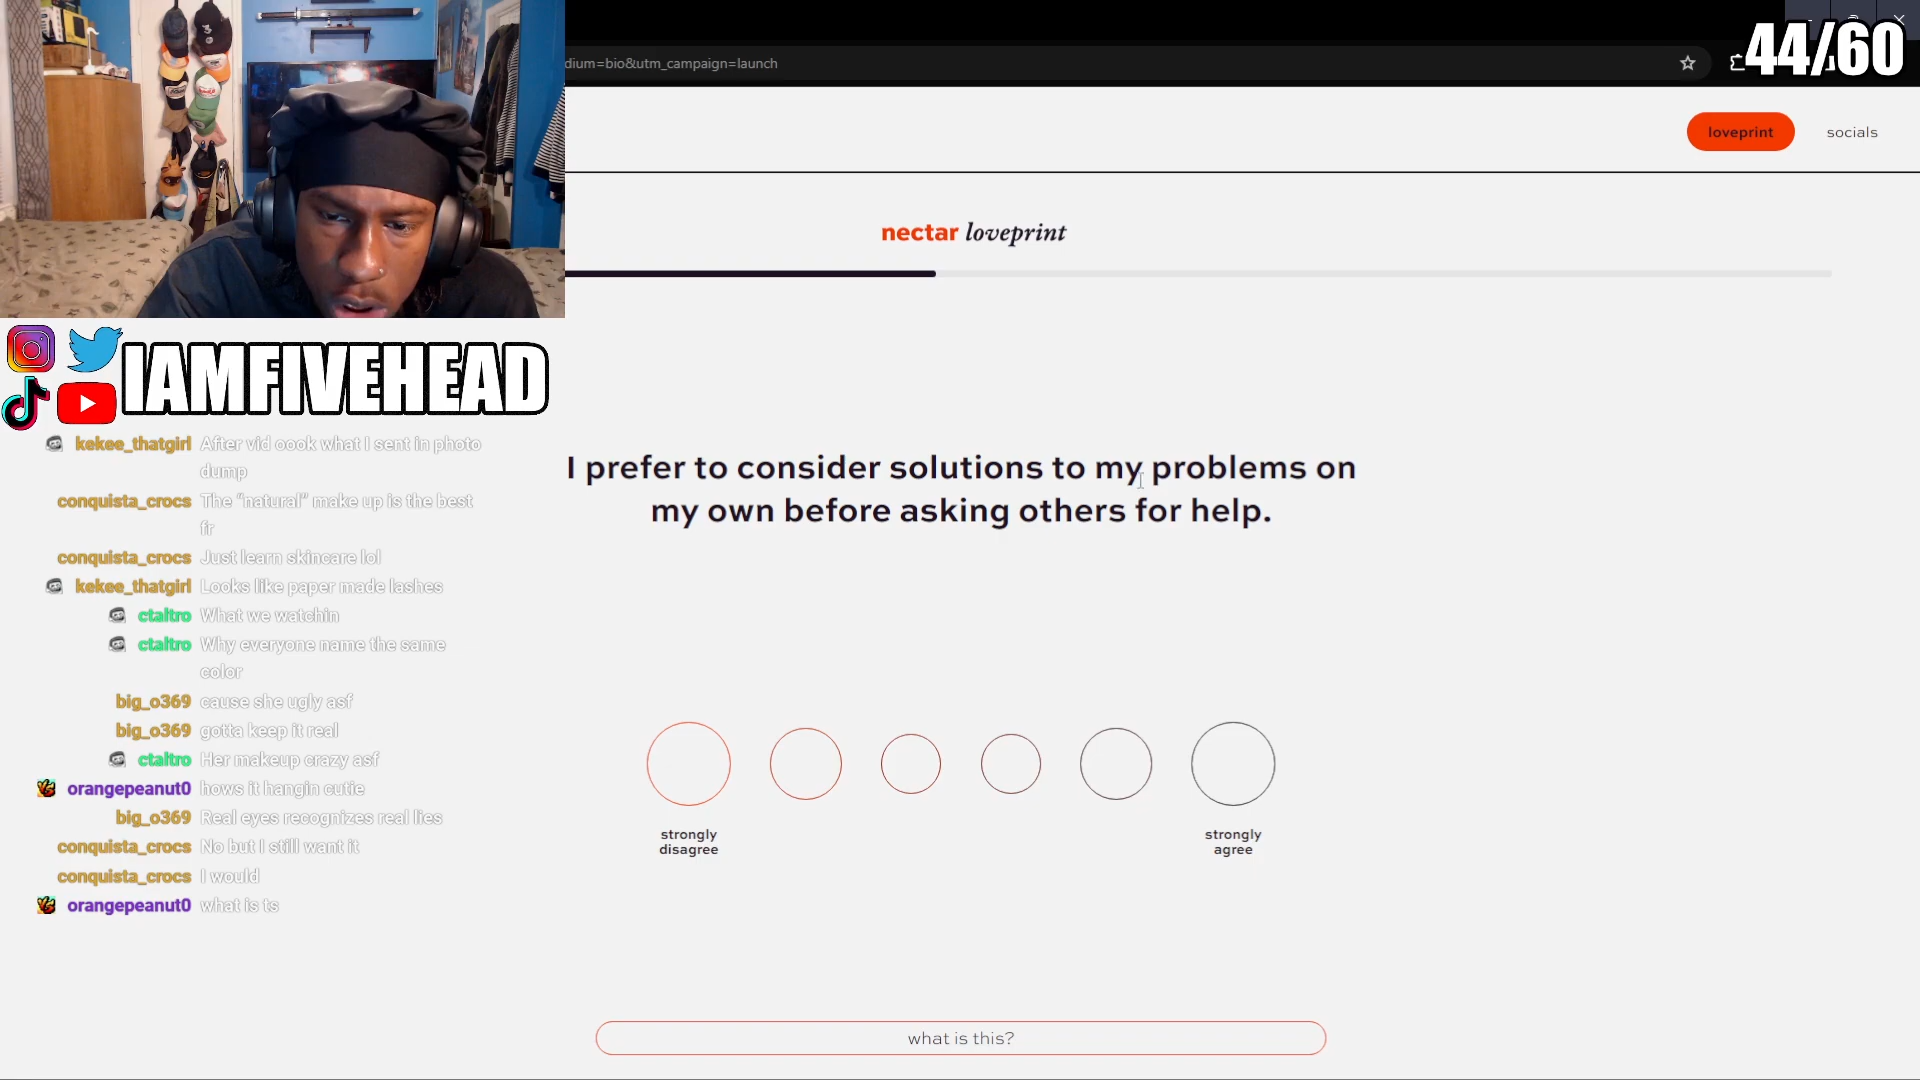 44/60
dium=bio&utm_campaign=launch
loveprint
socials
nectar loveprint
IAMFIVEHEAD
I prefer to consider solutions to my problems on
my own before asking others for help.
kekee_thatgirl After vid oook what I sent in photo
dump
conquista_crocs The "natural" make up is the best
fr
conquista_crocs Just learn skincare lol
kekee_thatgirl Looks like paper made lashes
ctaltro What we watchin
ctaltro Why everyone name the same
color
big_o369 cause she ugly asf
big_o369 gotta keep it real
ctaltro Her makeup crazy asf
orangepeanut0 hows it hangin cutie
big_o369 Real eyes recognizes real lies
conquista_crocs No but I still want it
conquista_crocs I would
orangepeanut0 what is ts
strongly
disagree
strongly
agree
what is this?